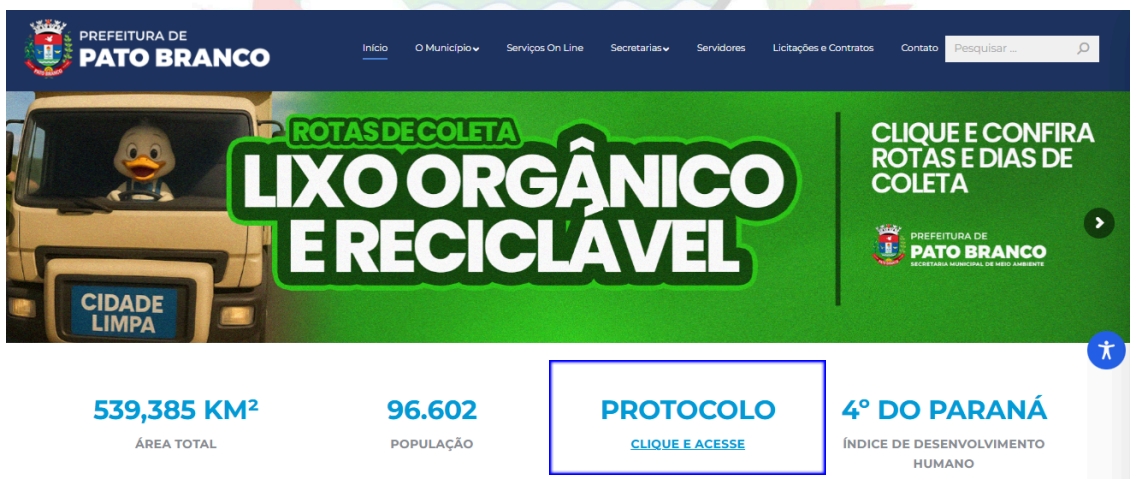 PREFEITURA DE
PATO BRANCO
Início O Município Serviços On Line Secretarias Servidores Licitações e Contratos Contato Pesquisar ...
ROTAS DE COLETA
LIXO ORGÂNICO
E RECICLÁVEL
CIDADE
LIMPA
CLIQUE E CONFIRA
ROTAS E DIAS DE
COLETA
PREFEITURA DE
PATO BRANCO
SECRETARIA MUNICIPAL DE MEIO AMBIENTE
539,385 KM²
ÁREA TOTAL
96.602
POPULAÇÃO
PROTOCOLO
CLIQUE E ACESSE
4º DO PARANÁ
ÍNDICE DE DESENVOLVIMENTO
HUMANO